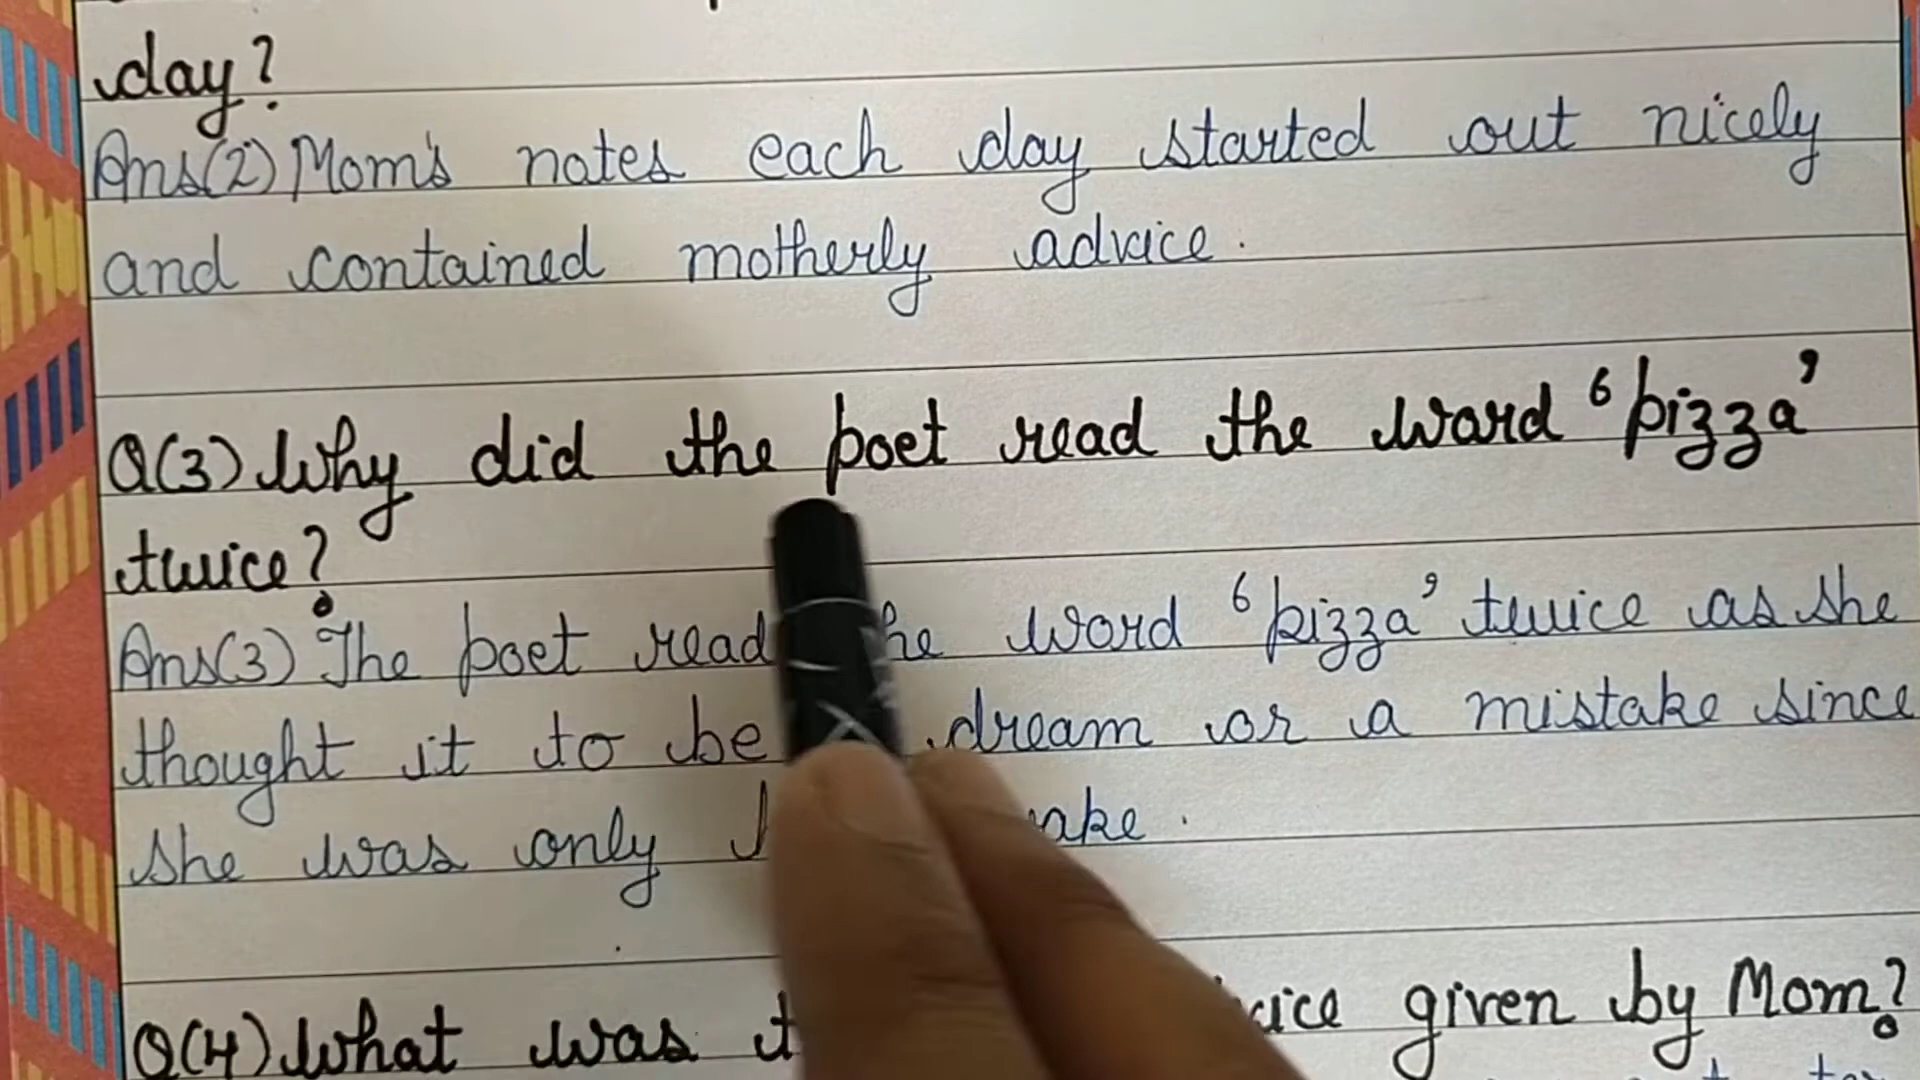 day?
Ans(2) Mom's notes each day started out nicely
and contained motherly advice.
Q(3) Why did the poet read the word 'pizza'
twice?
Ans(3) The poet read word 'pizza' twice as she
thought it to be dream or a mistake since
she was only
Q(4) What was given by Mom?